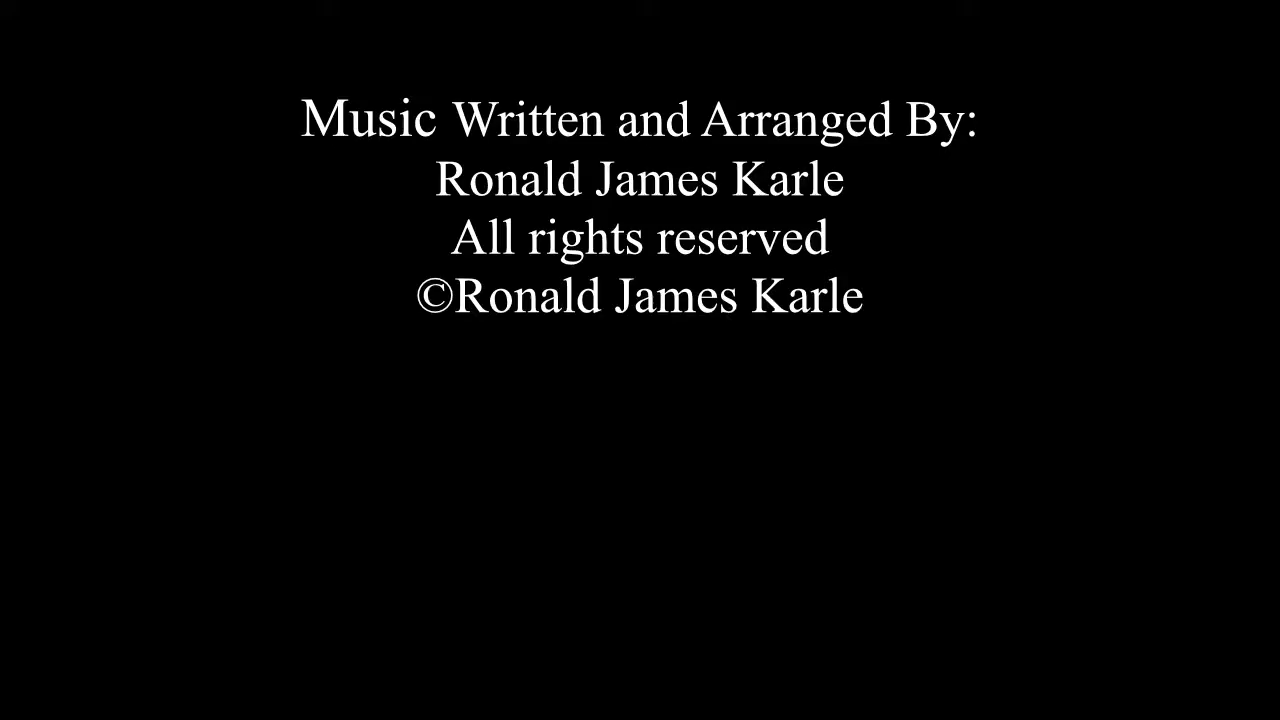 Music Written and Arranged By:
Ronald James Karle
All rights reserved
©Ronald James Karle